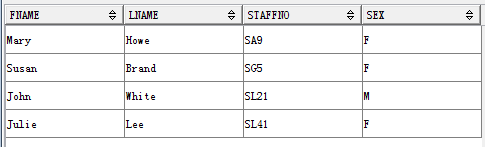 FNAME LNAME STAFFNO SEX
Mary Howe SA9 F
Susan Brand SG5 F
John White SL21 M
Julie Lee SL41 F